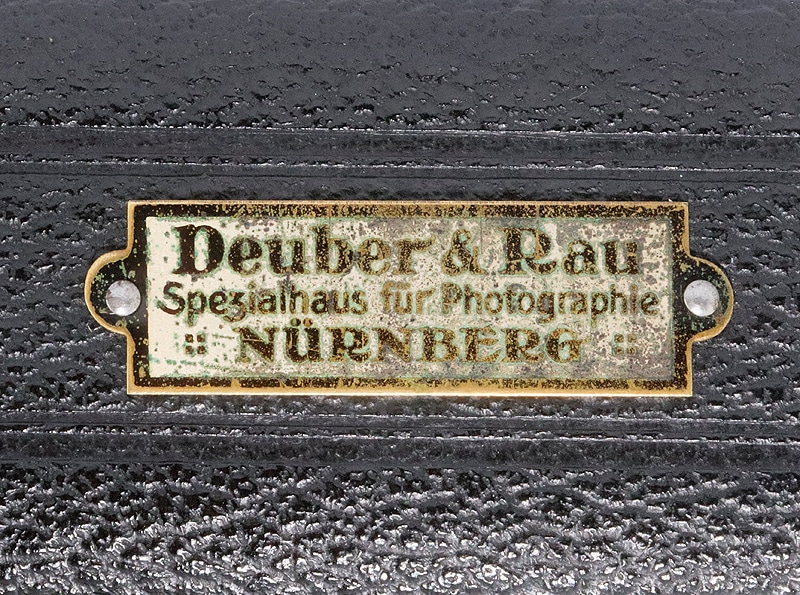 Deuber & Rau
Spezialhaus für Photographie
:: NÜRNBERG ::